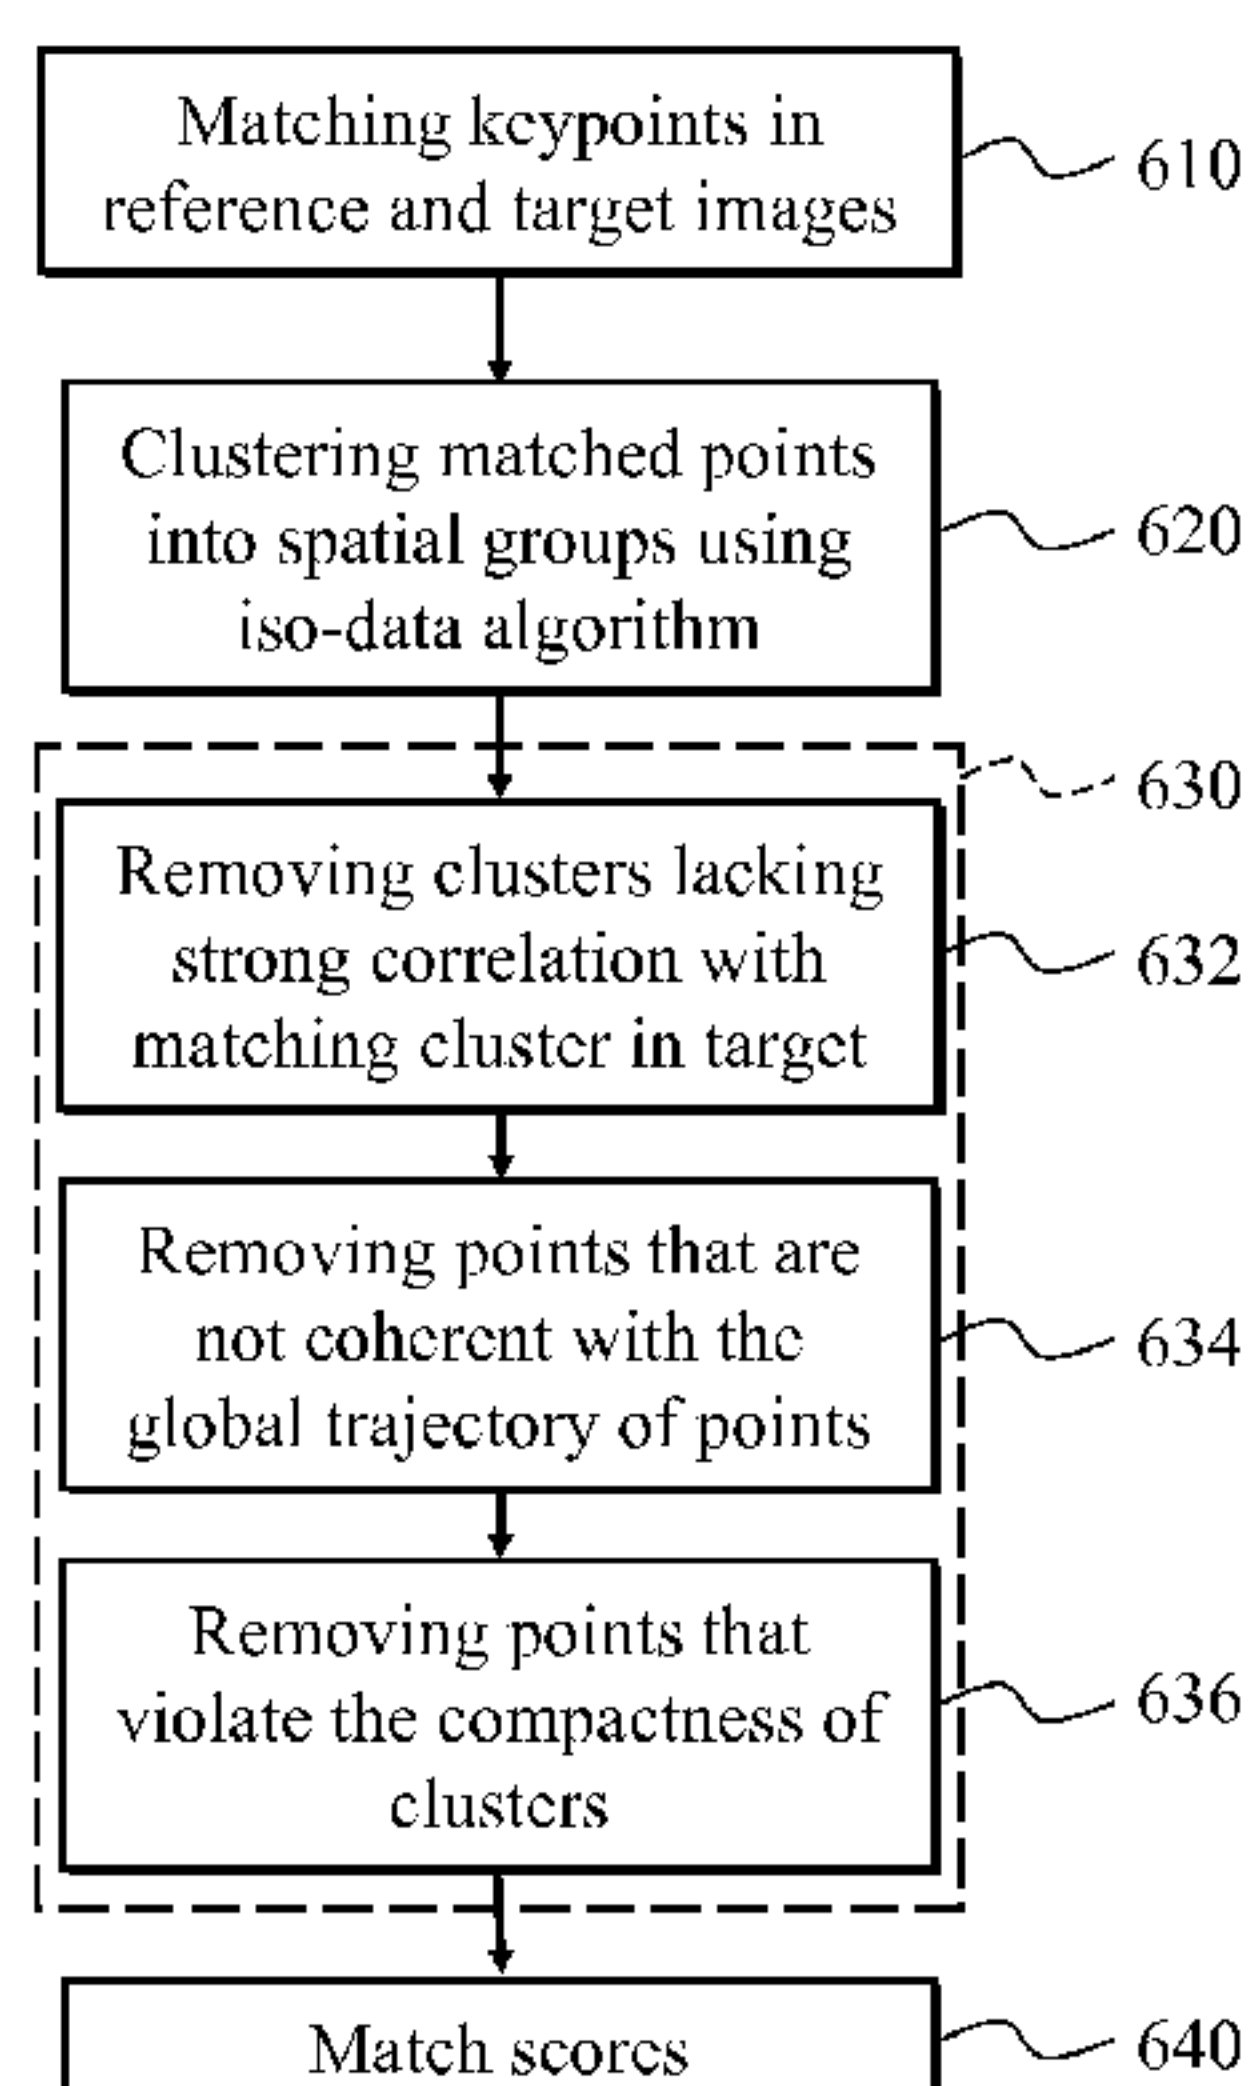 Matching keypoints in
reference and target images
610
Clustering matched points
into spatial groups using
iso-data algorithm
620
630
Removing clusters lacking
strong correlation with
matching cluster in target
632
Removing points that are
not coherent with the
global trajectory of points
634
Removing points that
violate the compactness of
clusters
636
Match scores
640